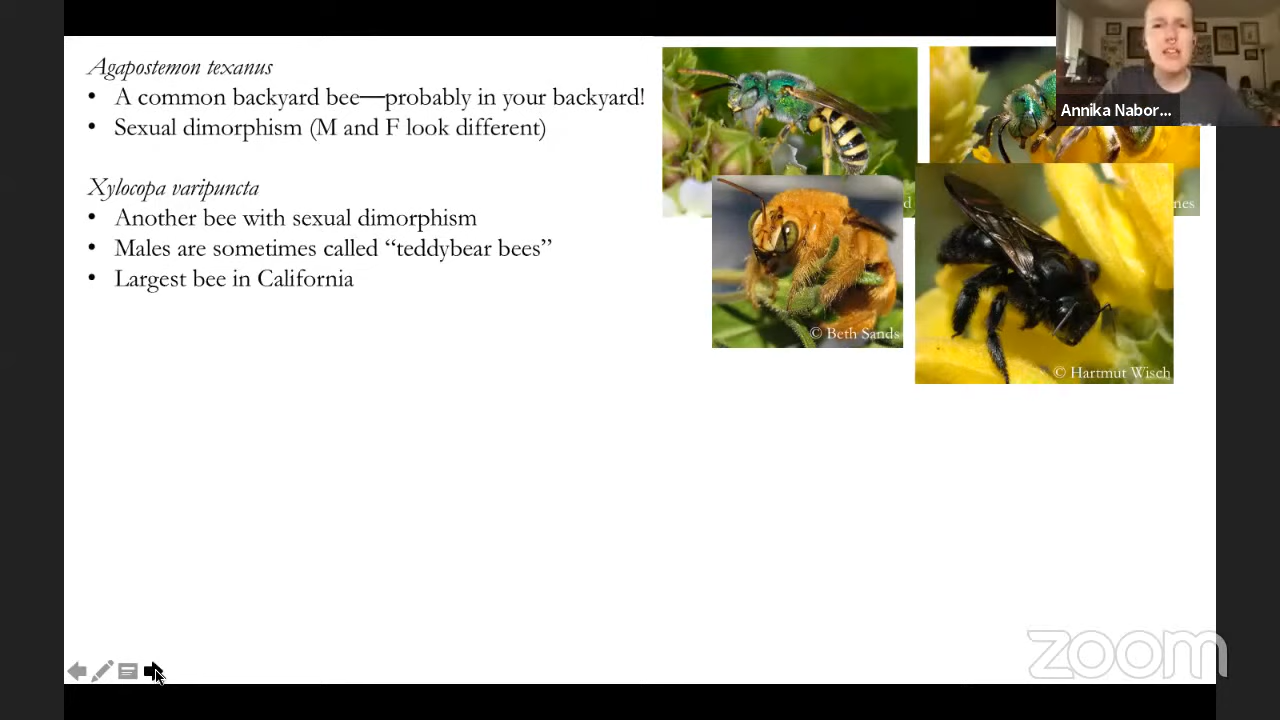 Agapostemon texanus
• A common backyard bee—probably in your backyard!
• Sexual dimorphism (M and F look different)
Xylocopa varipuncta
• Another bee with sexual dimorphism
• Males are sometimes called “teddybear bees”
• Largest bee in California
Annika Nabor...
© Beth Sands
© Hartmut Wisch
zoom